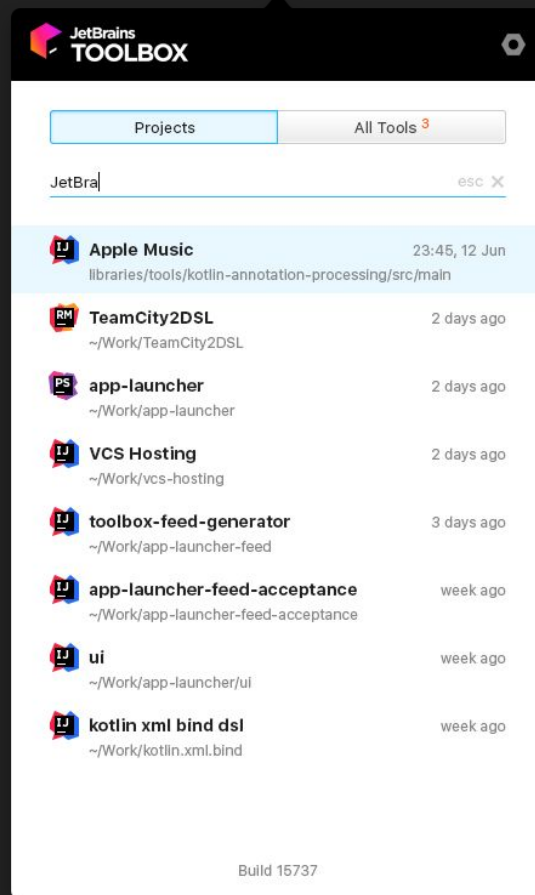 JetBrains
TOOLBOX
Projects
All Tools 3
JetBra
esc
IJ
Apple Music
23:45, 12 Jun
libraries/tools/kotlin-annotation-processing/src/main
RM
TeamCity2DSL
2 days ago
~/Work/TeamCity2DSL
PS
app-launcher
2 days ago
~/Work/app-launcher
IJ
VCS Hosting
2 days ago
~/Work/vcs-hosting
IJ
toolbox-feed-generator
3 days ago
~/Work/app-launcher-feed
IJ
app-launcher-feed-acceptance
week ago
~/Work/app-launcher-feed-acceptance
IJ
ui
week ago
~/Work/app-launcher/ui
IJ
kotlin xml bind dsl
week ago
~/Work/kotlin.xml.bind
Build 15737